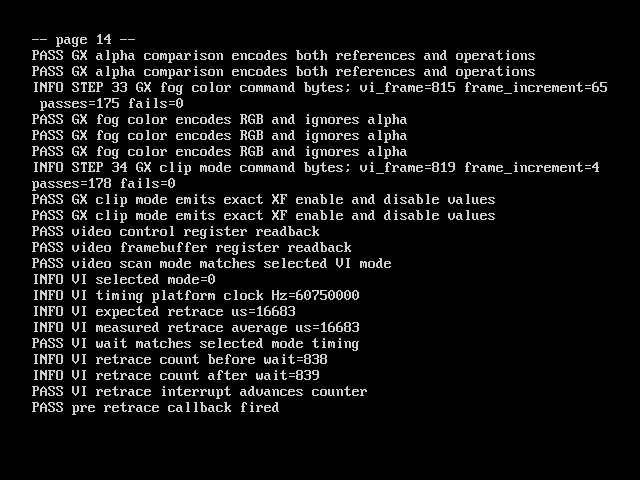 -- page 14 --
PASS GX alpha comparison encodes both references and operations
PASS GX alpha comparison encodes both references and operations
INFO STEP 33 GX fog color command bytes; vi_frame=815 frame_increment=65
passes=175 fails=0
PASS GX fog color encodes RGB and ignores alpha
PASS GX fog color encodes RGB and ignores alpha
PASS GX fog color encodes RGB and ignores alpha
INFO STEP 34 GX clip mode command bytes; vi_frame=819 frame_increment=4
passes=178 fails=0
PASS GX clip mode emits exact XF enable and disable values
PASS GX clip mode emits exact XF enable and disable values
PASS video control register readback
PASS video framebuffer register readback
PASS video scan mode matches selected VI mode
INFO VI selected mode=0
INFO VI timing platform clock Hz=60750000
INFO VI expected retrace us=16683
INFO VI measured retrace average us=16683
PASS VI wait matches selected mode timing
INFO VI retrace count before wait=838
INFO VI retrace count after wait=839
PASS VI retrace interrupt advances counter
PASS pre retrace callback fired